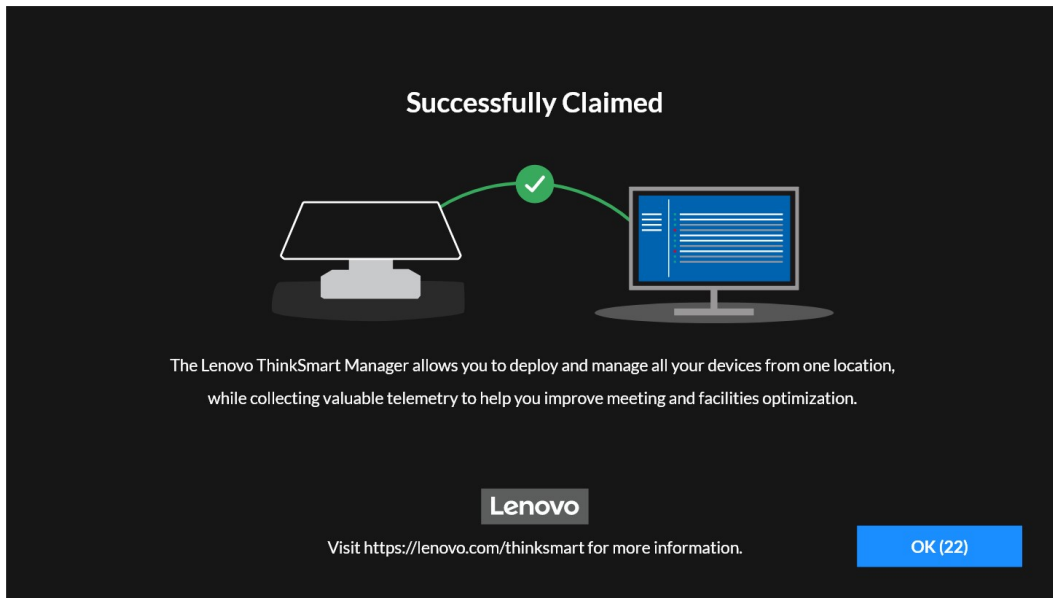 Successfully Claimed
The Lenovo ThinkSmart Manager allows you to deploy and manage all your devices from one location,
while collecting valuable telemetry to help you improve meeting and facilities optimization.
Lenovo
Visit https://lenovo.com/thinksmart for more information.
OK (22)